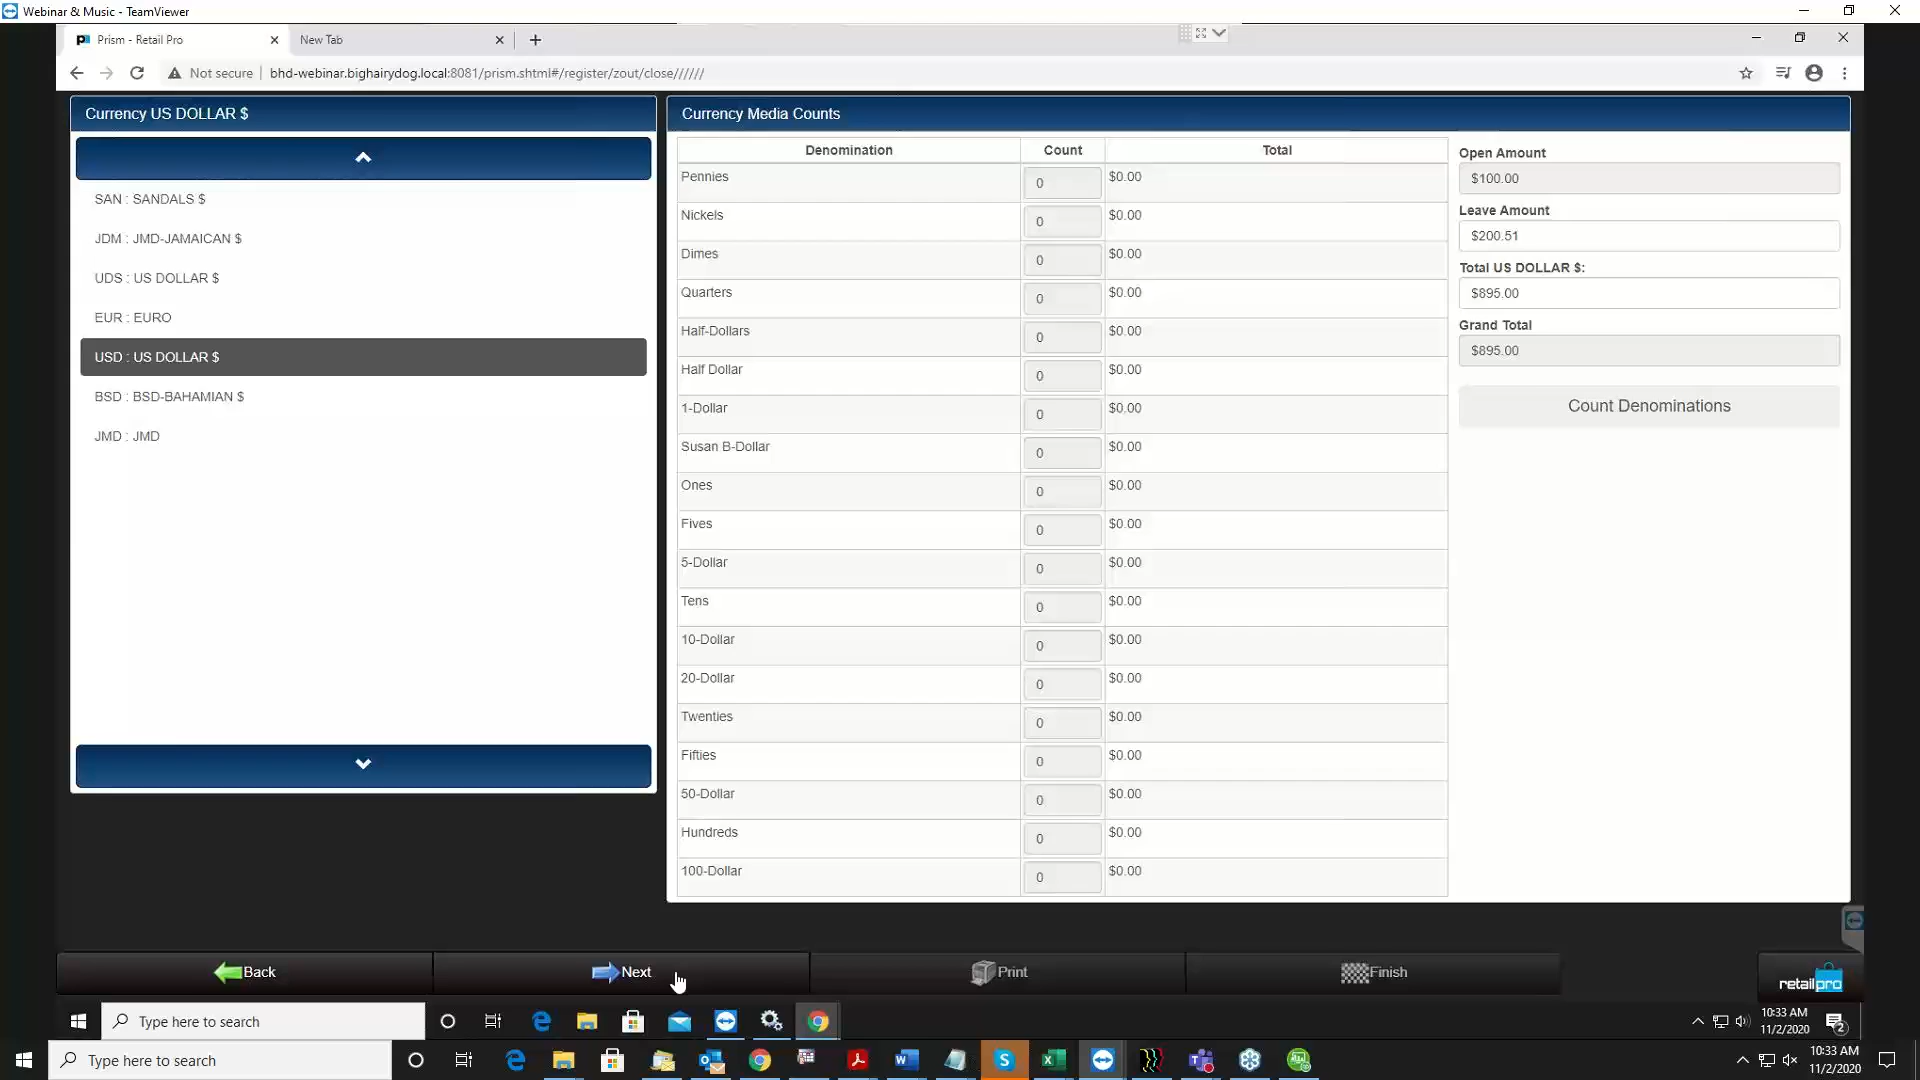 Webinar & Music - TeamViewer
Prism - Retail Pro
New Tab
Not secure
bhd-webinar.bighairydog.local:8081/prism.shtml#/register/zout/close//////
Currency US DOLLAR $
SAN : SANDALS $
JDM : JMD-JAMAICAN $
UDS : US DOLLAR $
EUR : EURO
USD : US DOLLAR $
BSD : BSD-BAHAMIAN $
JMD : JMD
Currency Media Counts
Denomination Count Total
Pennies 0 $0.00
Nickels 0 $0.00
Dimes 0 $0.00
Quarters 0 $0.00
Half-Dollars 0 $0.00
Half Dollar 0 $0.00
1-Dollar 0 $0.00
Susan B-Dollar 0 $0.00
Ones 0 $0.00
Fives 0 $0.00
5-Dollar 0 $0.00
Tens 0 $0.00
10-Dollar 0 $0.00
20-Dollar 0 $0.00
Twenties 0 $0.00
Fifties 0 $0.00
50-Dollar 0 $0.00
Hundreds 0 $0.00
100-Dollar 0 $0.00
Open Amount
$100.00
Leave Amount
$200.51
Total US DOLLAR $:
$895.00
Grand Total
$895.00
Count Denominations
Back
Next
Print
Finish
retailpro
Type here to search
10:33 AM
11/2/2020
2
Type here to search
10:33 AM
11/2/2020